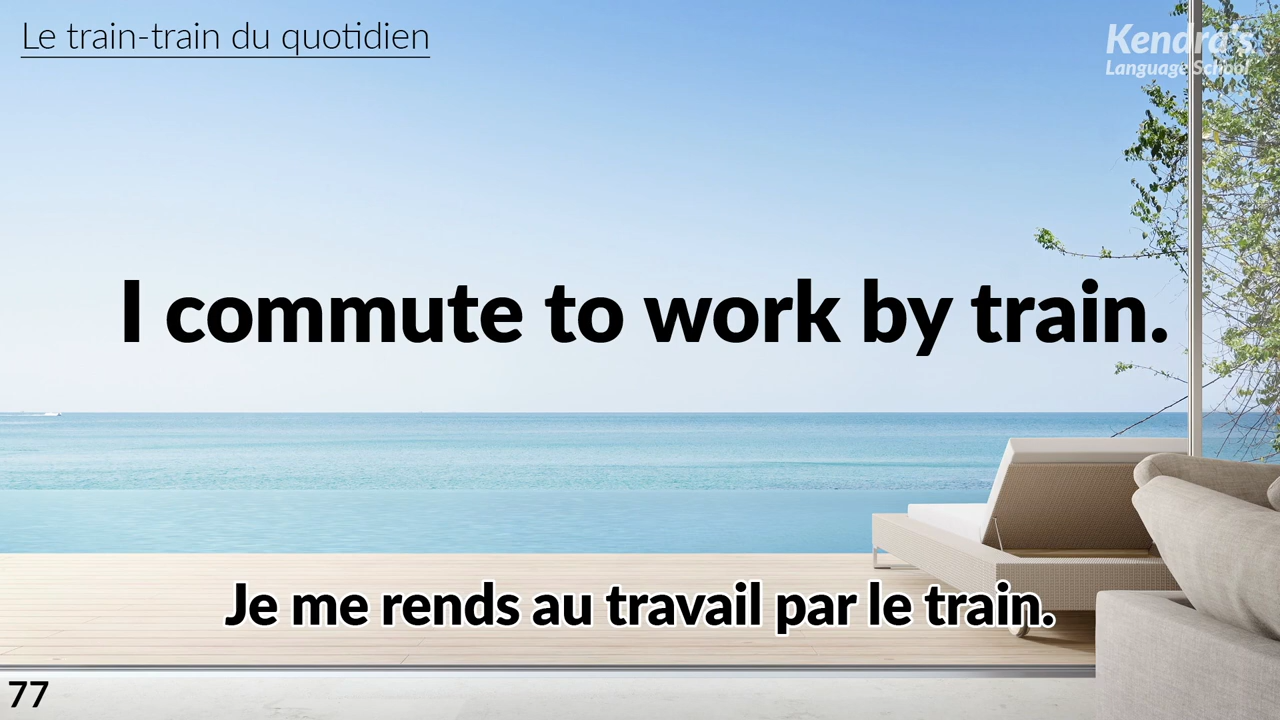 Le train-train du quotidien
Kendra's
Language School
I commute to work by train.
Je me rends au travail par le train.
77